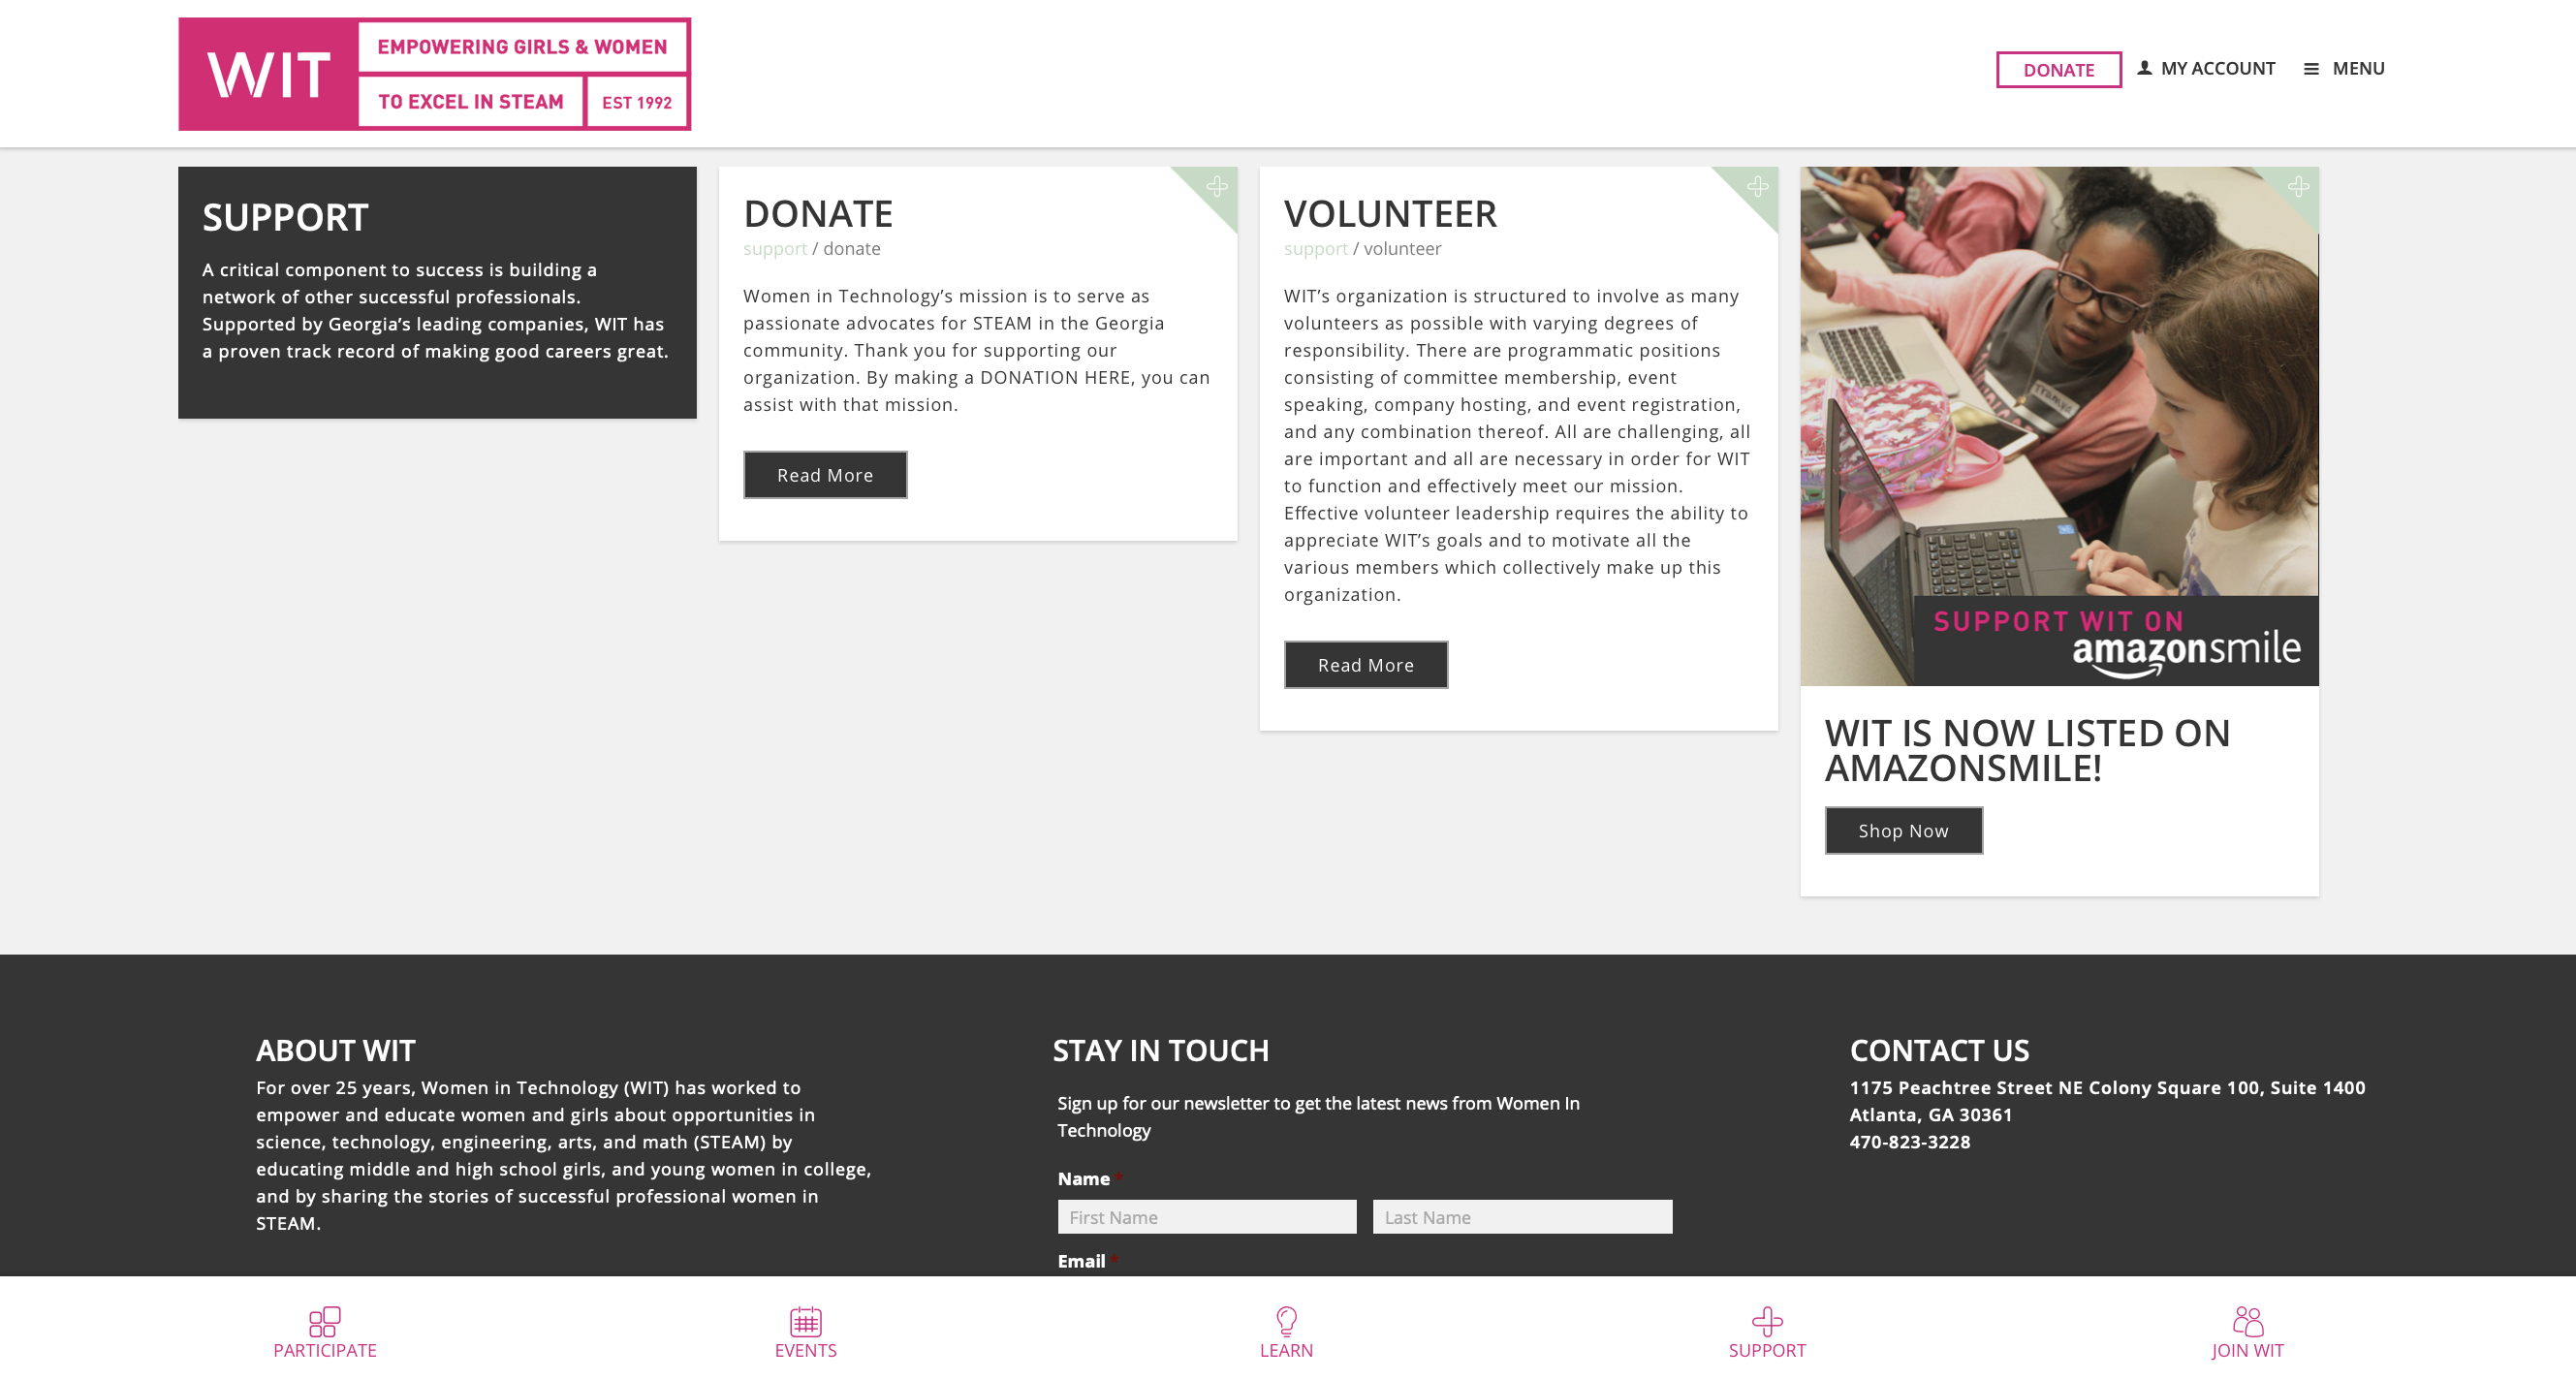 WIT
EMPOWERING GIRLS & WOMEN
TO EXCEL IN STEAM
EST 1992
DONATE
MY ACCOUNT
MENU
SUPPORT
A critical component to success is building a
network of other successful professionals.
Supported by Georgia’s leading companies, WIT has
a proven track record of making good careers great.
DONATE
support / donate
Women in Technology’s mission is to serve as
passionate advocates for STEAM in the Georgia
community. Thank you for supporting our
organization. By making a DONATION HERE, you can
assist with that mission.
Read More
VOLUNTEER
support / volunteer
WIT’s organization is structured to involve as many
volunteers as possible with varying degrees of
responsibility. There are programmatic positions
consisting of committee membership, event
speaking, company hosting, and event registration,
and any combination thereof. All are challenging, all
are important and all are necessary in order for WIT
to function and effectively meet our mission.
Effective volunteer leadership requires the ability to
appreciate WIT’s goals and to motivate all the
various members which collectively make up this
organization.
Read More
SUPPORT WIT ON
amazonsmile
WIT IS NOW LISTED ON
AMAZONSMILE!
Shop Now
ABOUT WIT
For over 25 years, Women in Technology (WIT) has worked to
empower and educate women and girls about opportunities in
science, technology, engineering, arts, and math (STEAM) by
educating middle and high school girls, and young women in college,
and by sharing the stories of successful professional women in
STEAM.
STAY IN TOUCH
Sign up for our newsletter to get the latest news from Women In
Technology
Name *
First Name
Last Name
Email *
CONTACT US
1175 Peachtree Street NE Colony Square 100, Suite 1400
Atlanta, GA 30361
470-823-3228
PARTICIPATE
EVENTS
LEARN
SUPPORT
JOIN WIT